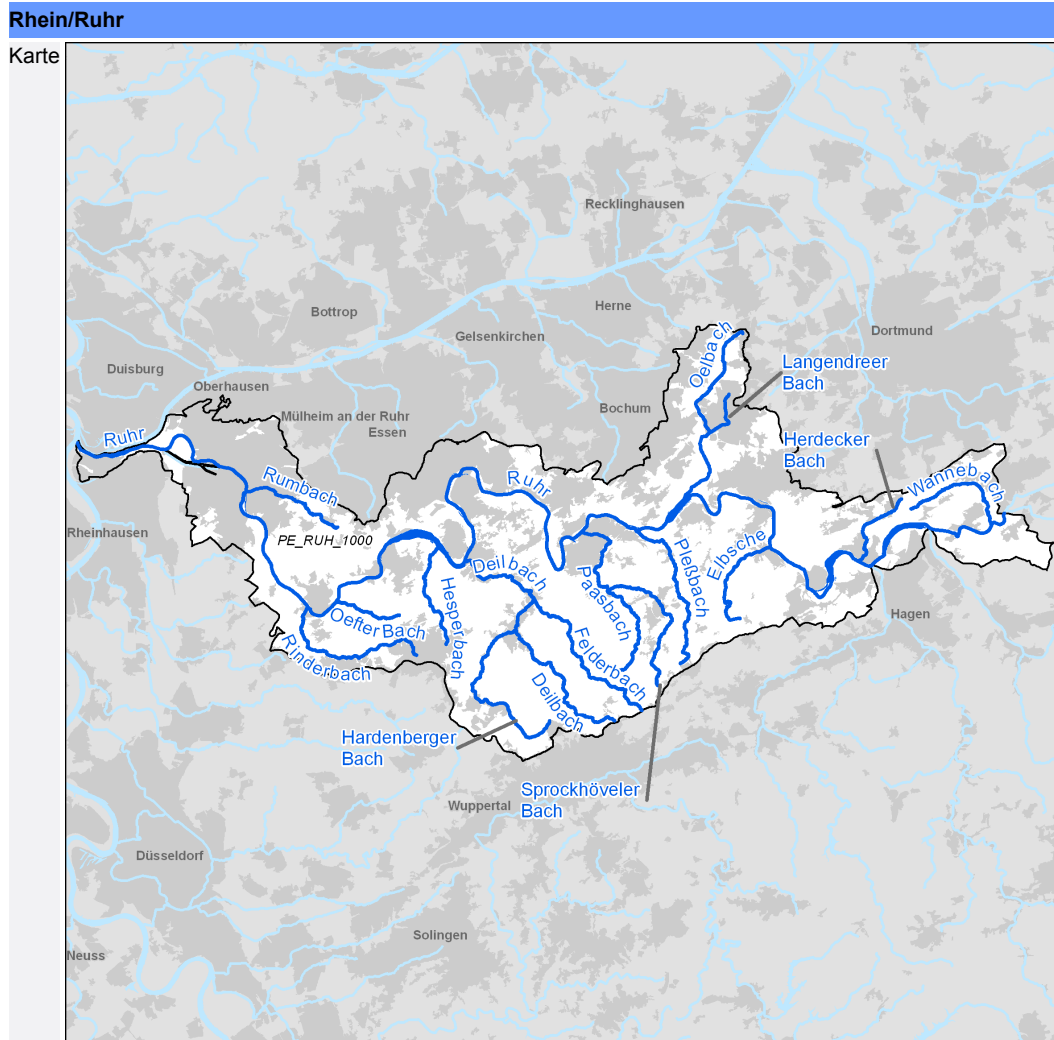 Rhein/Ruhr
Karte
Recklinghausen
Bottrop
Herne
Gelsenkirchen
Dortmund
Oelbach
Langendreer
Bach
Duisburg
Oberhausen
Mülheim an der Ruhr
Essen
Bochum
Ruhr
Herdecker
Bach
Wannebach
Rumbach
Ruhr
Rheinhausen
PE_RUH_1000
Elbsche
Pleßbach
Deilbach
Paasbach
Hesperbach
Hagen
Oefter Bach
Rinderbach
Felderbach
Deilbach
Hardenberger
Bach
Sprockhöveler
Bach
Wuppertal
Düsseldorf
Solingen
Neuss